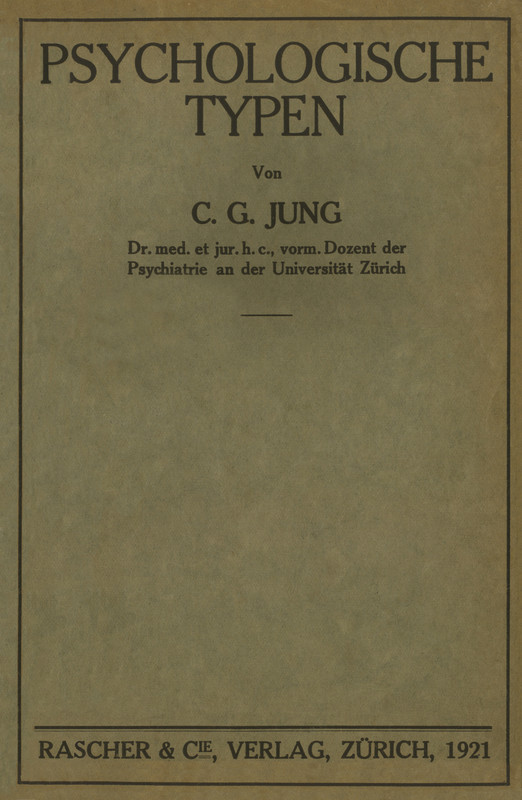 PSYCHOLOGISCHE
TYPEN
Von
C. G. JUNG
Dr. med. et jur. h. c., vorm. Dozent der
Psychiatrie an der Universität Zürich
RASCHER & CIE, VERLAG, ZÜRICH, 1921